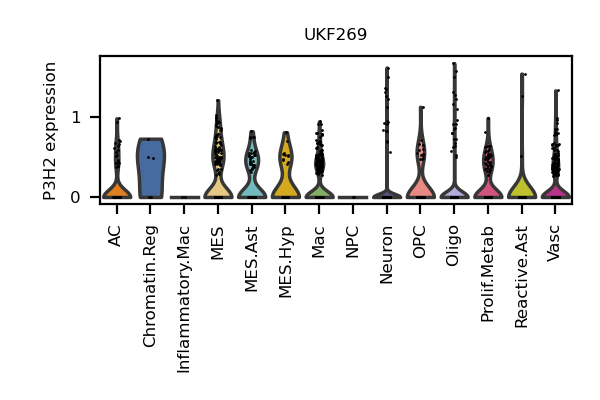 UKF269
P3H2 expression
1
0
AC
Chromatin.Reg
Inflammatory.Mac
MES
MES.Ast
MES.Hyp
Mac
NPC
Neuron
OPC
Oligo
Prolif.Metab
Reactive.Ast
Vasc